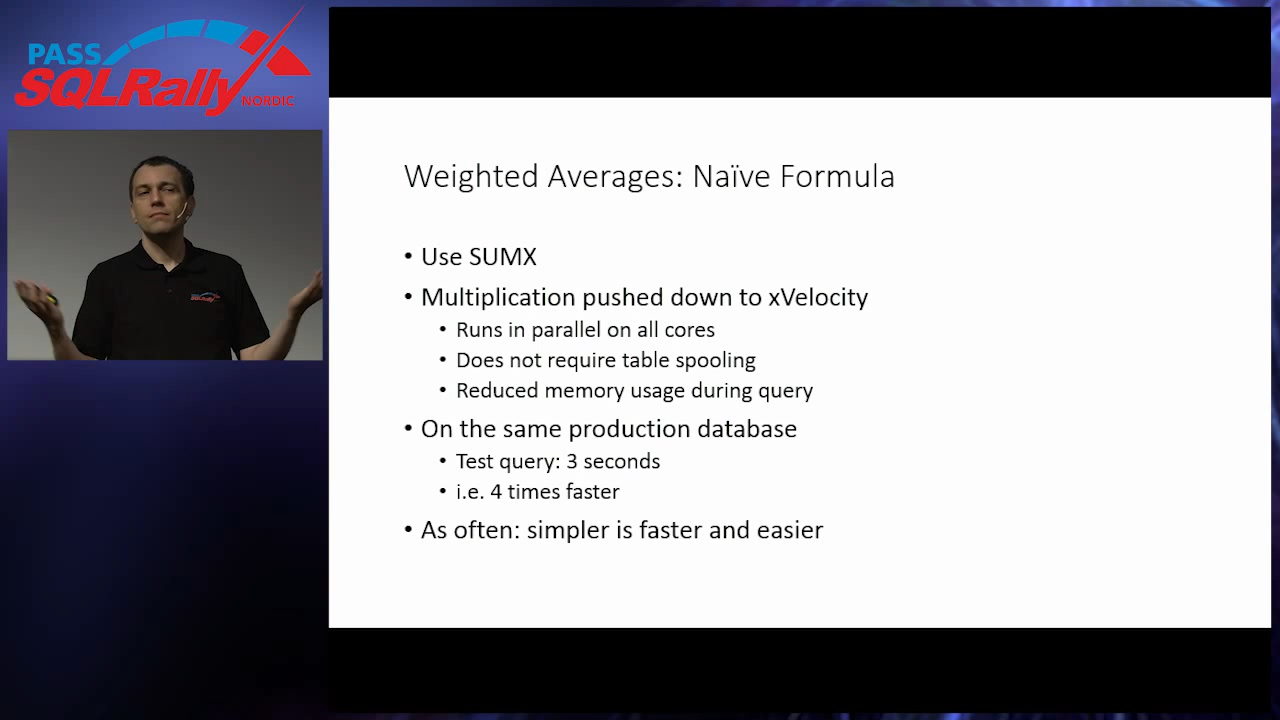 PASS
SQLRally
NORDIC
Weighted Averages: Naïve Formula
• Use SUMX
• Multiplication pushed down to xVelocity
• Runs in parallel on all cores
• Does not require table spooling
• Reduced memory usage during query
• On the same production database
• Test query: 3 seconds
• i.e. 4 times faster
• As often: simpler is faster and easier